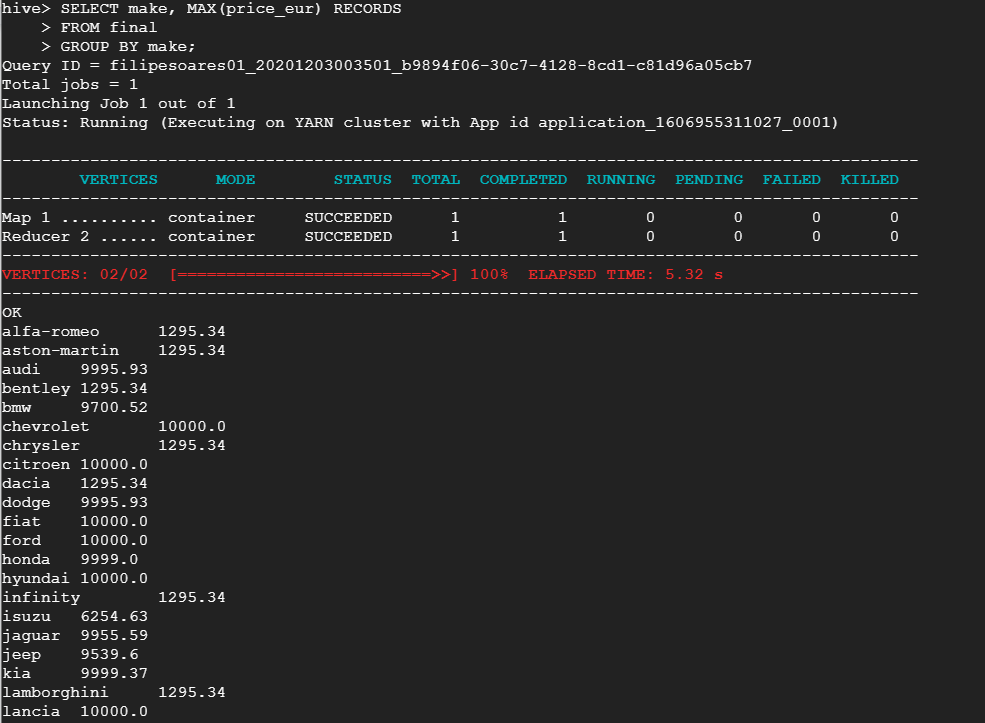 hive> SELECT make, MAX(price_eur) RECORDS
    > FROM final
    > GROUP BY make;
Query ID = filipesoares01_20201203003501_b9894f06-30c7-4128-8cd1-c81d96a05cb7
Total jobs = 1
Launching Job 1 out of 1
Status: Running (Executing on YARN cluster with App id application_1606955311027_0001)
----------------------------------------------------------------------------------------------
        VERTICES      MODE        STATUS  TOTAL  COMPLETED  RUNNING  PENDING  FAILED  KILLED
----------------------------------------------------------------------------------------------
Map 1 .......... container     SUCCEEDED      1          1        0        0       0       0
Reducer 2 ...... container     SUCCEEDED      1          1        0        0       0       0
----------------------------------------------------------------------------------------------
VERTICES: 02/02  [==========================>>] 100%  ELAPSED TIME: 5.32 s
----------------------------------------------------------------------------------------------
OK
alfa-romeo      1295.34
aston-martin    1295.34
audi    9995.93
bentley 1295.34
bmw     9700.52
chevrolet       10000.0
chrysler        1295.34
citroen 10000.0
dacia   1295.34
dodge   9995.93
fiat    10000.0
ford    10000.0
honda   9999.0
hyundai 10000.0
infinity        1295.34
isuzu   6254.63
jaguar  9955.59
jeep    9539.6
kia     9999.37
lamborghini     1295.34
lancia  10000.0